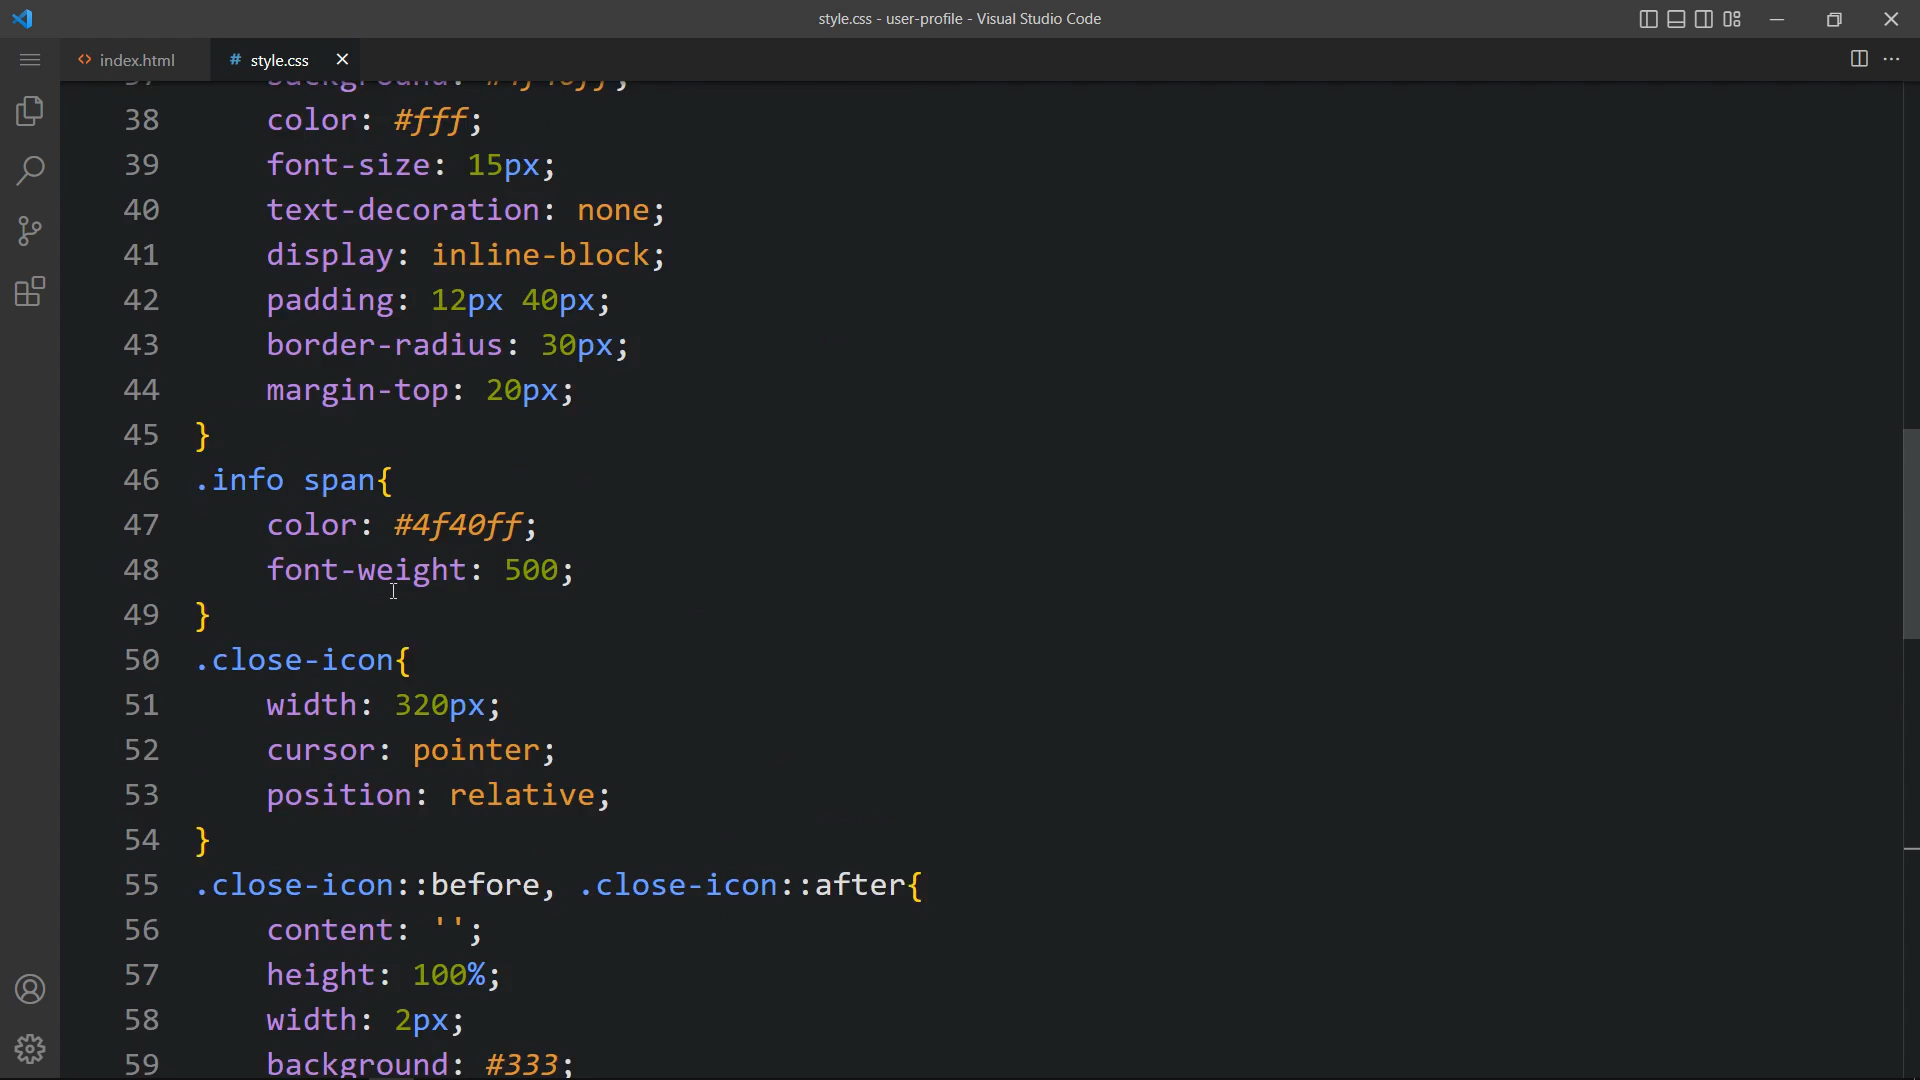 style.css - user-profile - Visual Studio Code
index.html
# style.css
37 background: #4f40ff;
38 color: #fff;
39 font-size: 15px;
40 text-decoration: none;
41 display: inline-block;
42 padding: 12px 40px;
43 border-radius: 30px;
44 margin-top: 20px;
45 }
46 .info span{
47 color: #4f40ff;
48 font-weight: 500;
49 }
50 .close-icon{
51 width: 320px;
52 cursor: pointer;
53 position: relative;
54 }
55 .close-icon::before, .close-icon::after{
56 content: '';
57 height: 100%;
58 width: 2px;
59 background: #333;